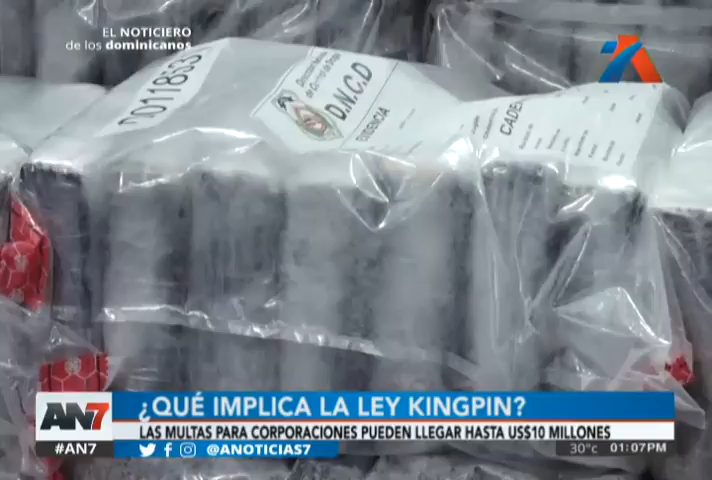 EL NOTICIERO
de los dominicanos
D.N.C.D
EVIDENCIA
¿QUÉ IMPLICA LA LEY KINGPIN?
LAS MULTAS PARA CORPORACIONES PUEDEN LLEGAR HASTA US$10 MILLONES
AN7
#AN7
@ANOTICIAS7
30°c
01:07PM